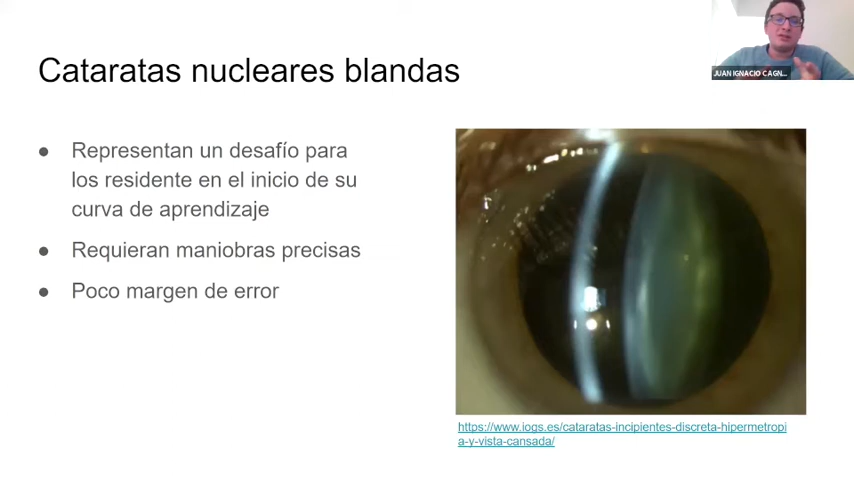 JUAN IGNACIO CAGN...
Cataratas nucleares blandas
● Representan un desafío para
los residente en el inicio de su
curva de aprendizaje
● Requieran maniobras precisas
● Poco margen de error
https://www.iogs.es/cataratas-incipientes-discreta-hipermetropi
a-y-vista-cansada/